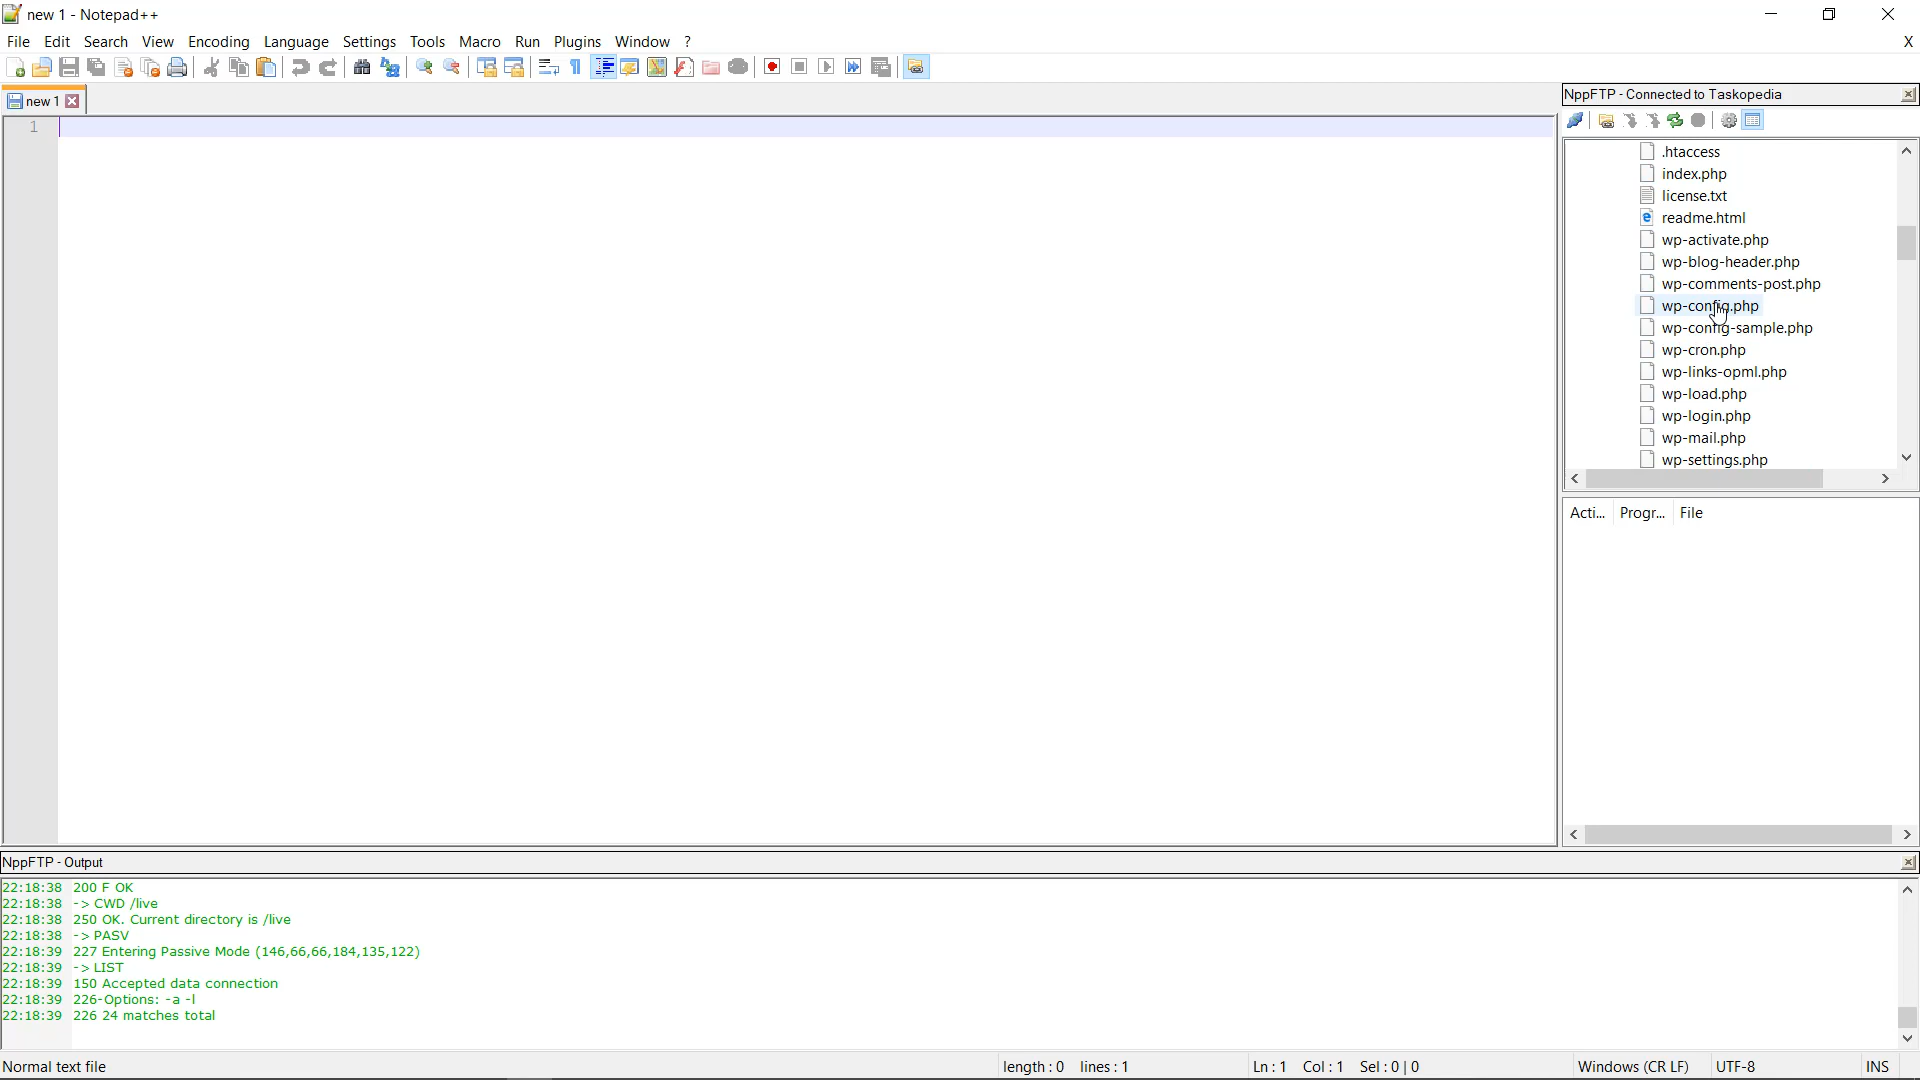 new 1 - Notepad++
File Edit Search View Encoding Language Settings Tools Macro Run Plugins Window ? X
new 1
NppFTP - Connected to Taskopedia
1
.htaccess
index.php
license.txt
readme.html
wp-activate.php
wp-blog-header.php
wp-comments-post.php
wp-config.php
wp-config-sample.php
wp-cron.php
wp-links-opml.php
wp-load.php
wp-login.php
wp-mail.php
wp-settings.php
Acti... Progr... File
NppFTP - Output
22:18:38 200 F OK
22:18:38 -> CWD /live
22:18:38 250 OK. Current directory is /live
22:18:38 -> PASV
22:18:39 227 Entering Passive Mode (146,66,66,184,135,122)
22:18:39 -> LIST
22:18:39 150 Accepted data connection
22:18:39 226-Options: -a -l
22:18:39 226 24 matches total
Normal text file length : 0 lines : 1 Ln : 1 Col : 1 Sel : 0 | 0 Windows (CR LF) UTF-8 INS